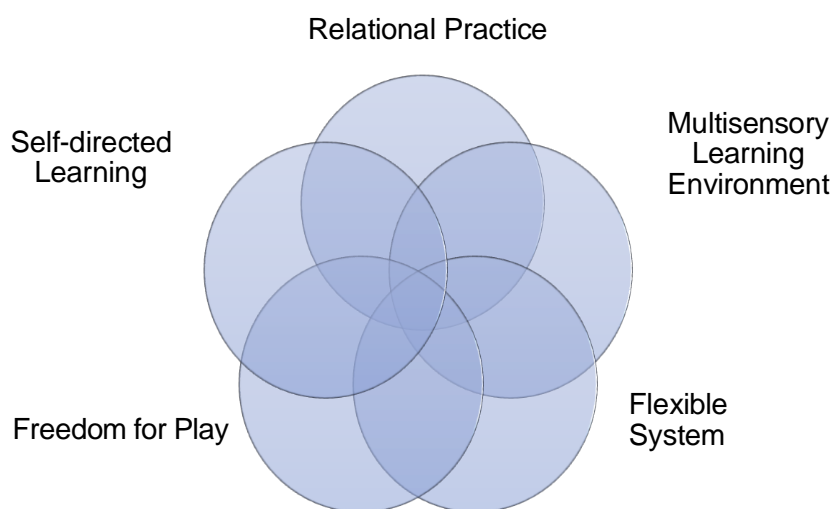 Relational Practice
Self-directed
Learning
Multisensory
Learning
Environment
Freedom for Play
Flexible
System